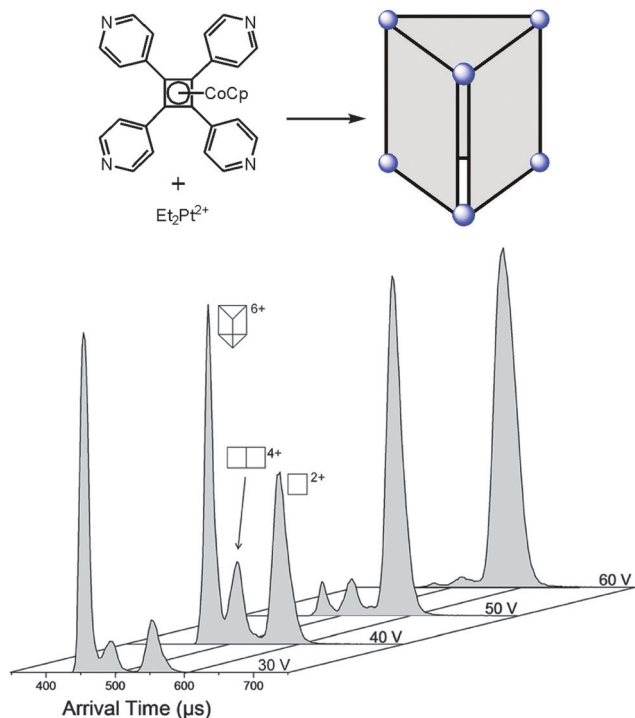 N N
CoCp
N N
+
Et₂Pt²⁺
6+
4+
2+
60 V
50 V
40 V
30 V
400 500 600 700
Arrival Time (µs)